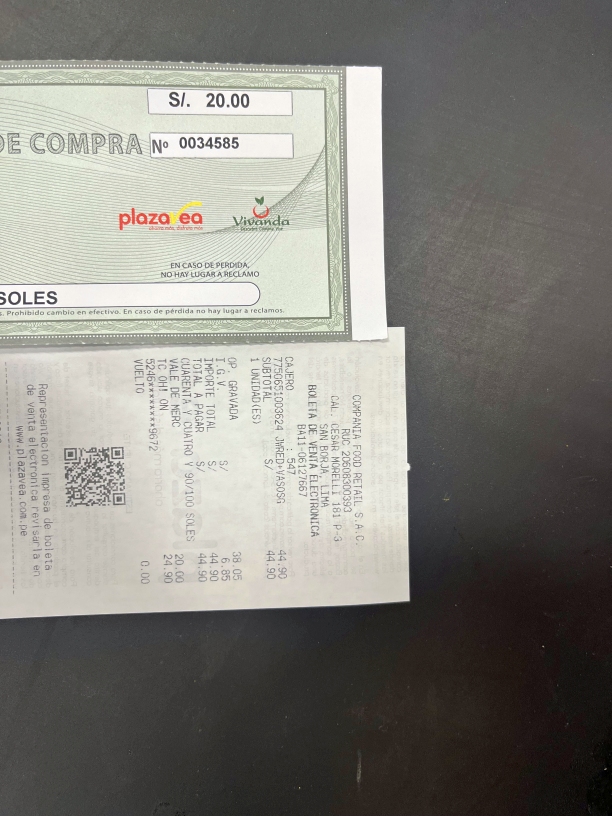 S/. 20.00
DE COMPRA Nº 0034585
plazaVea
Vivanda
EN CASO DE PERDIDA,
NO HAY LUGAR A RECLAMO
SOLES
s. Prohibido cambio en efectivo. En caso de pérdida no hay lugar a reclamos.
COMPANIA FOOD RETAIL S.A.C.
RUC 20608300393
CAL. CESAR MORELLI 181 P-3
SAN BORJA - LIMA
BOLETA DE VENTA ELECTRONICA
BA11-06127667
CAJERO : 547
7750651003624 JWRED+VASOSG 44.90
SUBTOTAL S/ 44.90
1 UNIDAD(ES)
OP. GRAVADA S/ 38.05
I.G.V. S/ 6.85
IMPORTE TOTAL S/ 44.90
TOTAL A PAGAR S/ 44.90
CUARENTA Y CUATRO Y 90/100 SOLES
VALE DE MERC 20.00
TC OH! ON 24.90
5246********9672
VUELTO 0.00
Representacion impresa de boleta
de venta electronica revisarla en
www.plazavea.com.pe